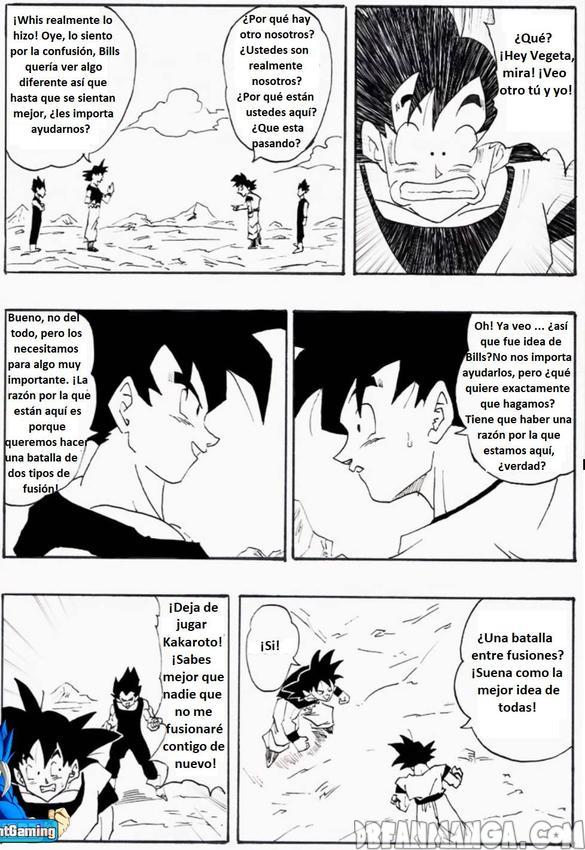 ¿Qué?
¡Hey Vegeta,
mira! ¡Veo
otro tú y yo!
¿Por qué hay
otro nosotros?
¿Ustedes son
realmente
nosotros?
¿Por qué están
ustedes aquí?
¿Que esta
pasando?
¡Whis realmente lo
hizo! Oye, lo siento
por la confusión, Bills
quería ver algo
diferente así que
hasta que se sientan
mejor, ¿les importa
ayudarnos?
Oh! Ya veo ... ¿así
que fue idea de
Bills?No nos importa
ayudarlos, pero ¿qué
quiere exactamente
que hagamos?
Tiene que haber una
razón por la que
estamos aquí,
¿verdad?
Bueno, no del
todo, pero los
necesitamos
para algo muy
importante. ¡La
razón por la que
están aquí es
porque
queremos hacer
una batalla de
dos tipos de
fusión!
¿Una batalla
entre fusiones?
¡Suena como la
mejor idea de
todas!
¡Si!
¡Deja de
jugar
Kakaroto!
¡Sabes
mejor que
nadie que
no me
fusionaré
contigo de
nuevo!
ntGaming
DBFANMANGA.COM